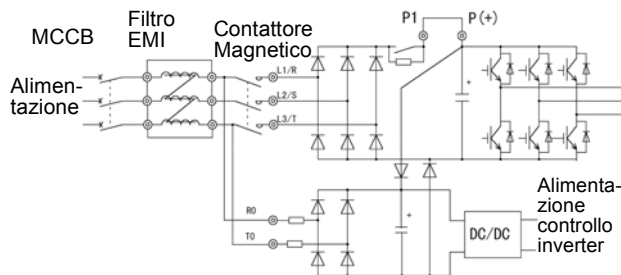 MCCB
Filtro
EMI
Contattore
Magnetico
P1
P(+)
Alimen-
tazione
L1/R
L2/S
L3/T
R0
T0
DC/DC
Alimenta-
zione
controllo
inverter
+
+